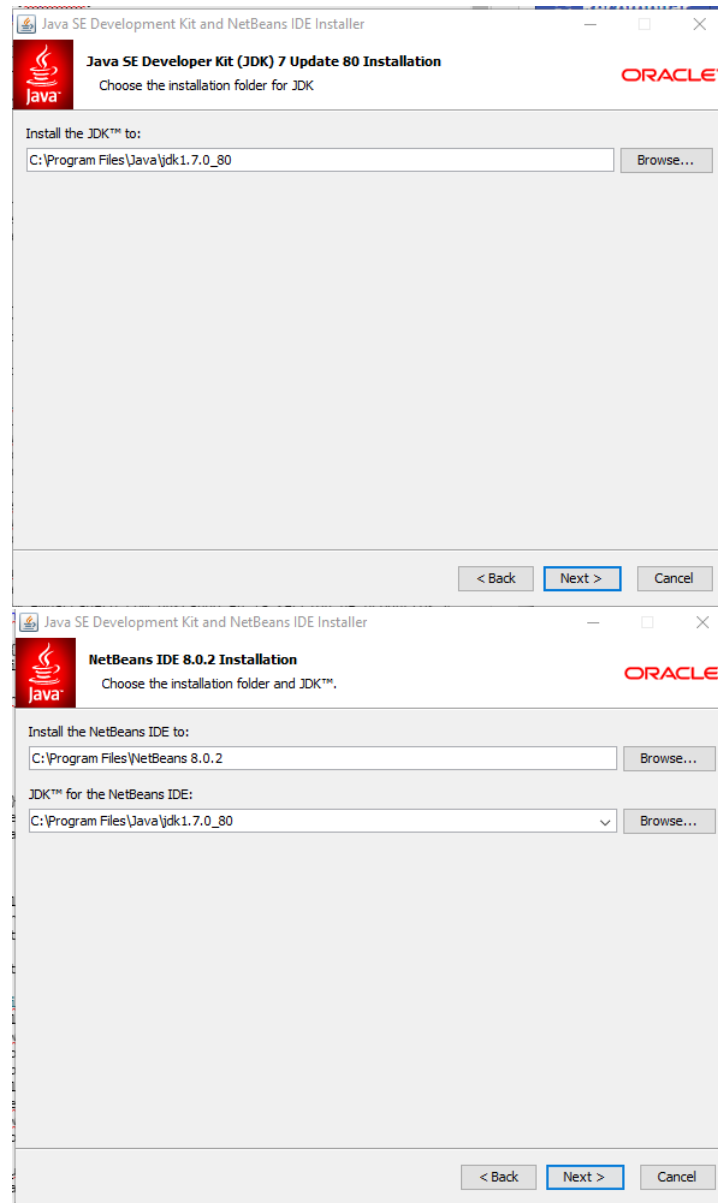 Java SE Development Kit and NetBeans IDE Installer
Java SE Developer Kit (JDK) 7 Update 80 Installation
Choose the installation folder for JDK
Java
ORACLE
Install the JDK™ to:
C:\Program Files\Java\jdk1.7.0_80
Browse...
< Back
Next >
Cancel
Java SE Development Kit and NetBeans IDE Installer
NetBeans IDE 8.0.2 Installation
Choose the installation folder and JDK™.
Java
ORACLE
Install the NetBeans IDE to:
C:\Program Files\NetBeans 8.0.2
Browse...
JDK™ for the NetBeans IDE:
C:\Program Files\Java\jdk1.7.0_80
Browse...
< Back
Next >
Cancel